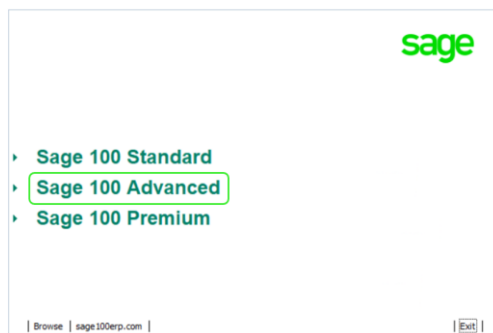 sage
Sage 100 Standard
Sage 100 Advanced
Sage 100 Premium
| Browse | sage100erp.com | | Exit |